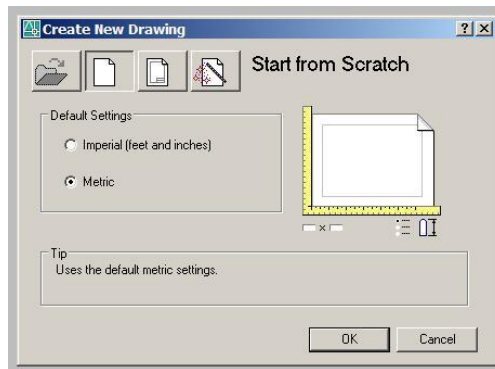 Create New Drawing
Start from Scratch
Default Settings
Imperial (feet and inches)
Metric
Tip
Uses the default metric settings.
OK Cancel